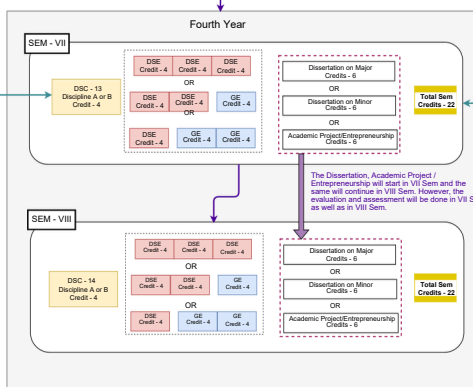 Fourth Year
SEM - VII
DSC - 13
Discipline A or B
Credit - 4
DSE DSE DSE
Credit - 4 Credit - 4 Credit - 4
OR
DSE DSE GE
Credit - 4 Credit - 4 Credit - 4
OR
DSE GE GE
Credit - 4 Credit - 4 Credit - 4
Dissertation on Major
Credits - 6
OR
Dissertation on Minor
Credits - 6
OR
Academic Project/Entrepreneurship
Credits - 6
Total Sem
Credits - 22
The Dissertation, Academic Project /
Entrepreneurship will start in VII Sem and the
same will continue in VIII Sem. However, the
evaluation and assessment will be done in VII S
as well as in VIII Sem.
SEM - VIII
DSC - 14
Discipline A or B
Credit - 4
DSE DSE DSE
Credit - 4 Credit - 4 Credit - 4
OR
DSE DSE GE
Credit - 4 Credit - 4 Credit - 4
OR
DSE GE GE
Credit - 4 Credit - 4 Credit - 4
Dissertation on Major
Credits - 6
OR
Dissertation on Minor
Credits - 6
OR
Academic Project/Entrepreneurship
Credits - 6
Total Sem
Credits - 22